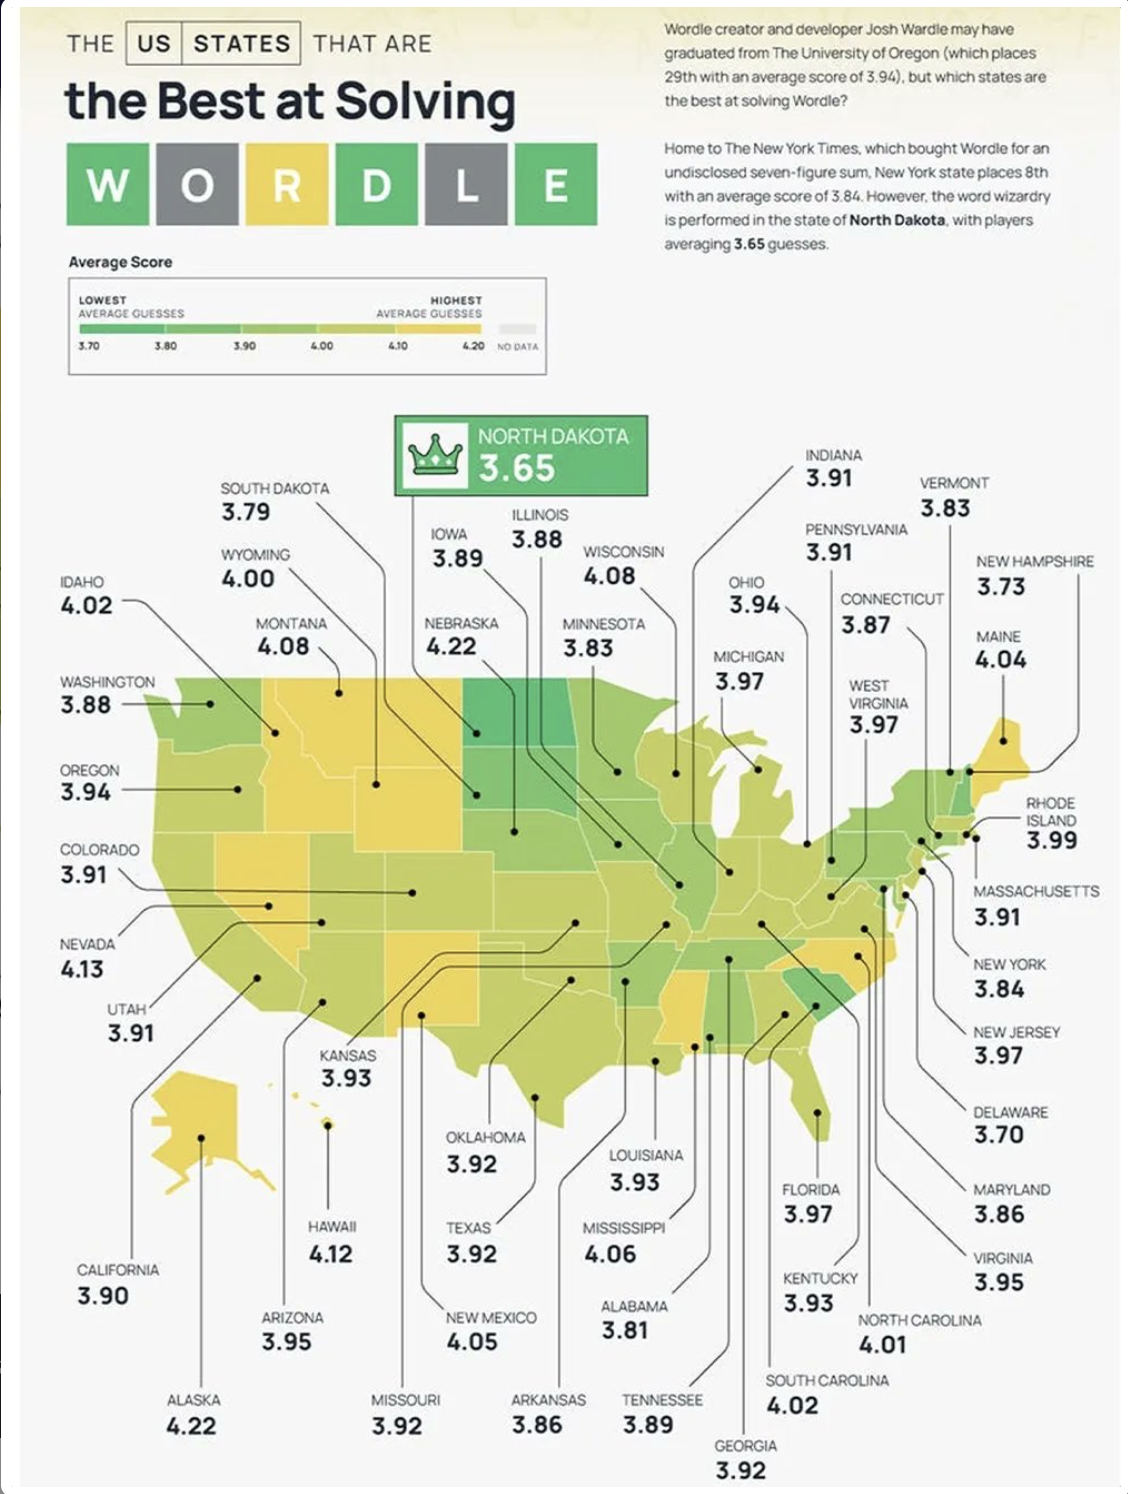 THE US STATES THAT ARE
the Best at Solving
WORDLE
Wordle creator and developer Josh Wardle may have
graduated from The University of Oregon (which places
29th with an average score of 3.94), but which states are
the best at solving Wordle?
Home to The New York Times, which bought Wordle for an
undisclosed seven-figure sum, New York state places 8th
with an average score of 3.84. However, the word wizardry
is performed in the state of North Dakota, with players
averaging 3.65 guesses.
Average Score
LOWEST
AVERAGE GUESSES
HIGHEST
AVERAGE GUESSES
3.70 3.80 3.90 4.00 4.10 4.20 NO DATA
NORTH DAKOTA
3.65
INDIANA
3.91
VERMONT
3.83
SOUTH DAKOTA
3.79
ILLINOIS
3.88
IOWA
3.89
PENNSYLVANIA
3.91
WYOMING
4.00
WISCONSIN
4.08
NEW HAMPSHIRE
3.73
IDAHO
4.02
OHIO
3.94
CONNECTICUT
3.87
MONTANA
4.08
NEBRASKA
4.22
MINNESOTA
3.83
MAINE
4.04
MICHIGAN
3.97
WASHINGTON
3.88
WEST
VIRGINIA
3.97
OREGON
3.94
RHODE
ISLAND
3.99
COLORADO
3.91
MASSACHUSETTS
3.91
NEVADA
4.13
NEW YORK
3.84
UTAH
3.91
NEW JERSEY
3.97
KANSAS
3.93
DELAWARE
3.70
OKLAHOMA
3.92
LOUISIANA
3.93
FLORIDA
3.97
MARYLAND
3.86
HAWAII
4.12
TEXAS
3.92
MISSISSIPPI
4.06
VIRGINIA
3.95
CALIFORNIA
3.90
KENTUCKY
3.93
ARIZONA
3.95
NEW MEXICO
4.05
ALABAMA
3.81
NORTH CAROLINA
4.01
SOUTH CAROLINA
4.02
ALASKA
4.22
MISSOURI
3.92
ARKANSAS
3.86
TENNESSEE
3.89
GEORGIA
3.92